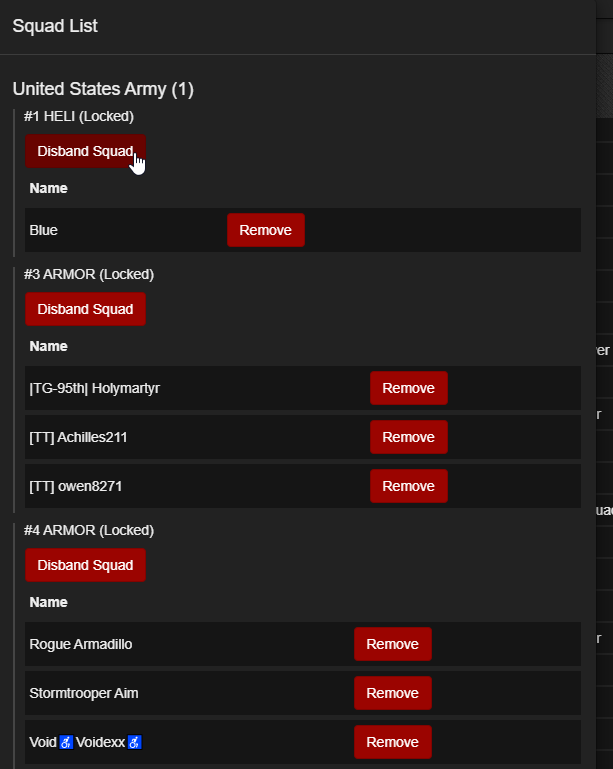 Squad List
United States Army (1)
#1 HELI (Locked)
Disband Squad
Name
Blue Remove
#3 ARMOR (Locked)
Disband Squad
Name
|TG-95th| Holymartyr Remove
[TT] Achilles211 Remove
[TT] owen8271 Remove
#4 ARMOR (Locked)
Disband Squad
Name
Rogue Armadillo Remove
Stormtrooper Aim Remove
Void♿Voidexx♿ Remove